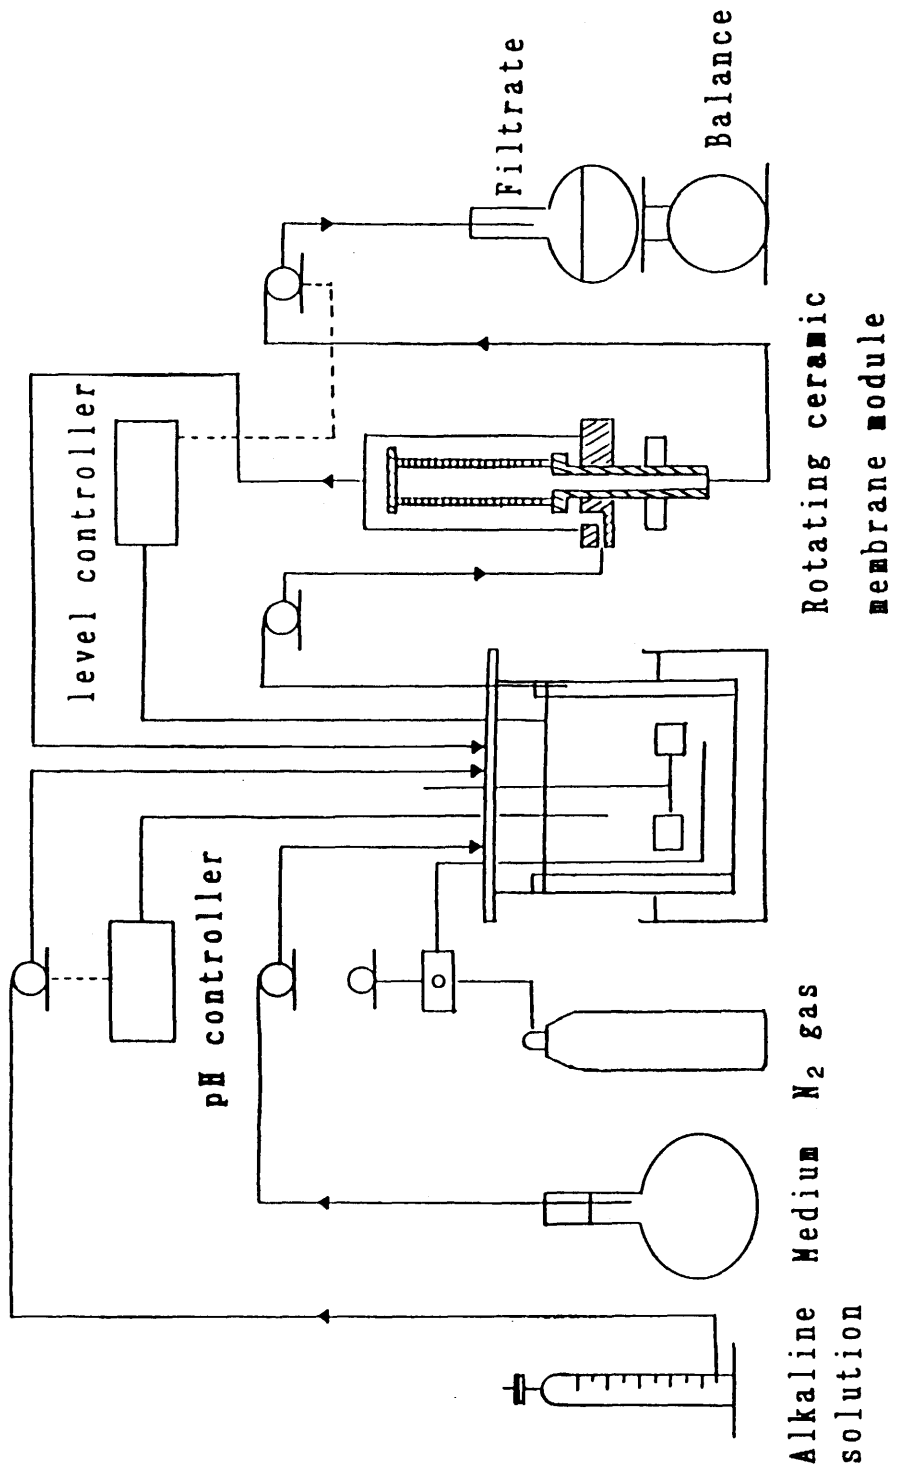 Alkaline
solution
Medium
N₂ gas
pH controller
level controller
Rotating ceramic
membrane module
Filtrate
Balance